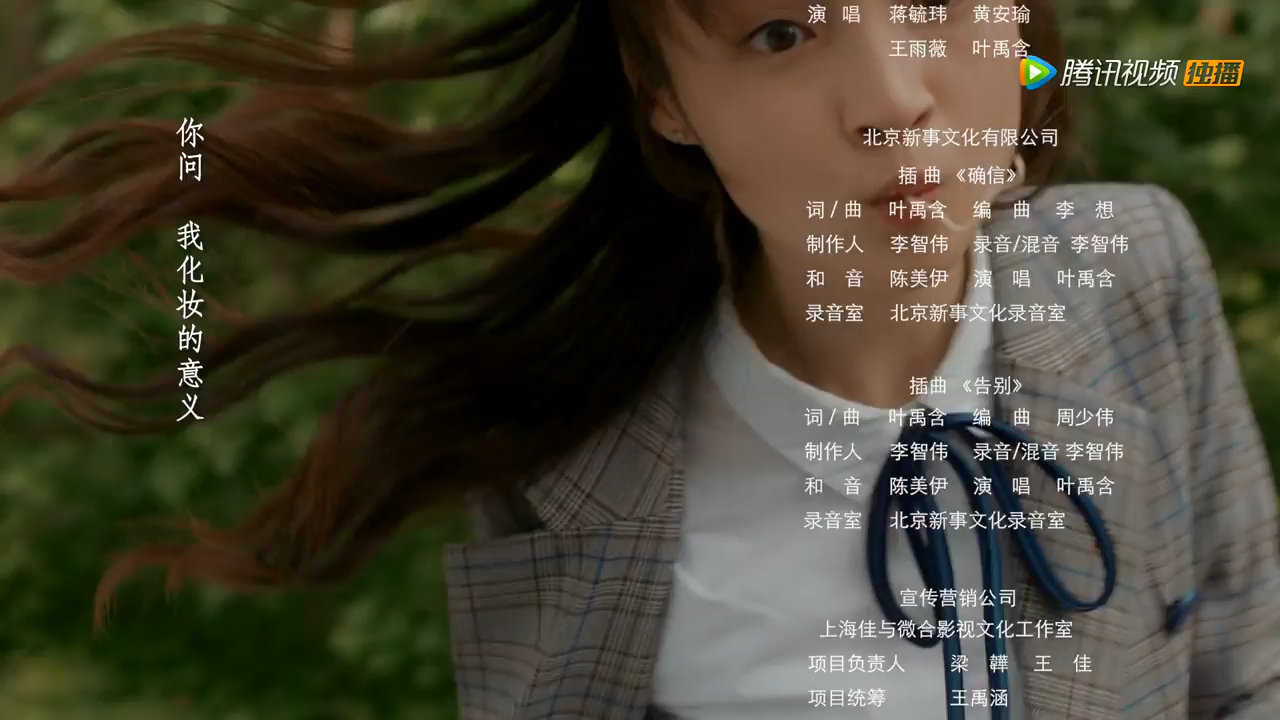 演 唱 蒋毓玮 黄安瑜
王雨薇 叶禹含
腾讯视频 独播
你问 我化妆的意义
北京新事文化有限公司
插曲《确信》
词/曲 叶禹含 编 曲 李 想
制作人 李智伟 录音/混音 李智伟
和 音 陈美伊 演 唱 叶禹含
录音室 北京新事文化录音室
插曲《告别》
词/曲 叶禹含 编 曲 周少伟
制作人 李智伟 录音/混音 李智伟
和 音 陈美伊 演 唱 叶禹含
录音室 北京新事文化录音室
宣传营销公司
上海佳与微合影视文化工作室
项目负责人 梁 韡 王 佳
项目统筹 王禹涵